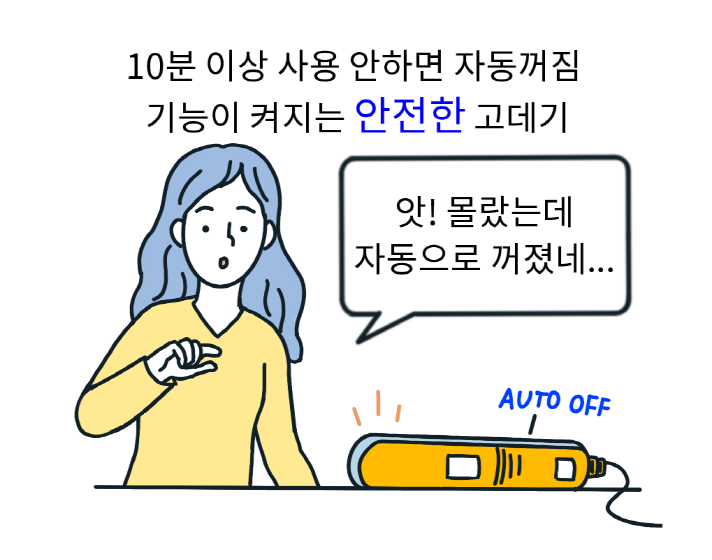 10분 이상 사용 안하면 자동꺼짐
기능이 켜지는 안전한 고데기
앗! 몰랐는데
자동으로 꺼졌네...
AUTO OFF